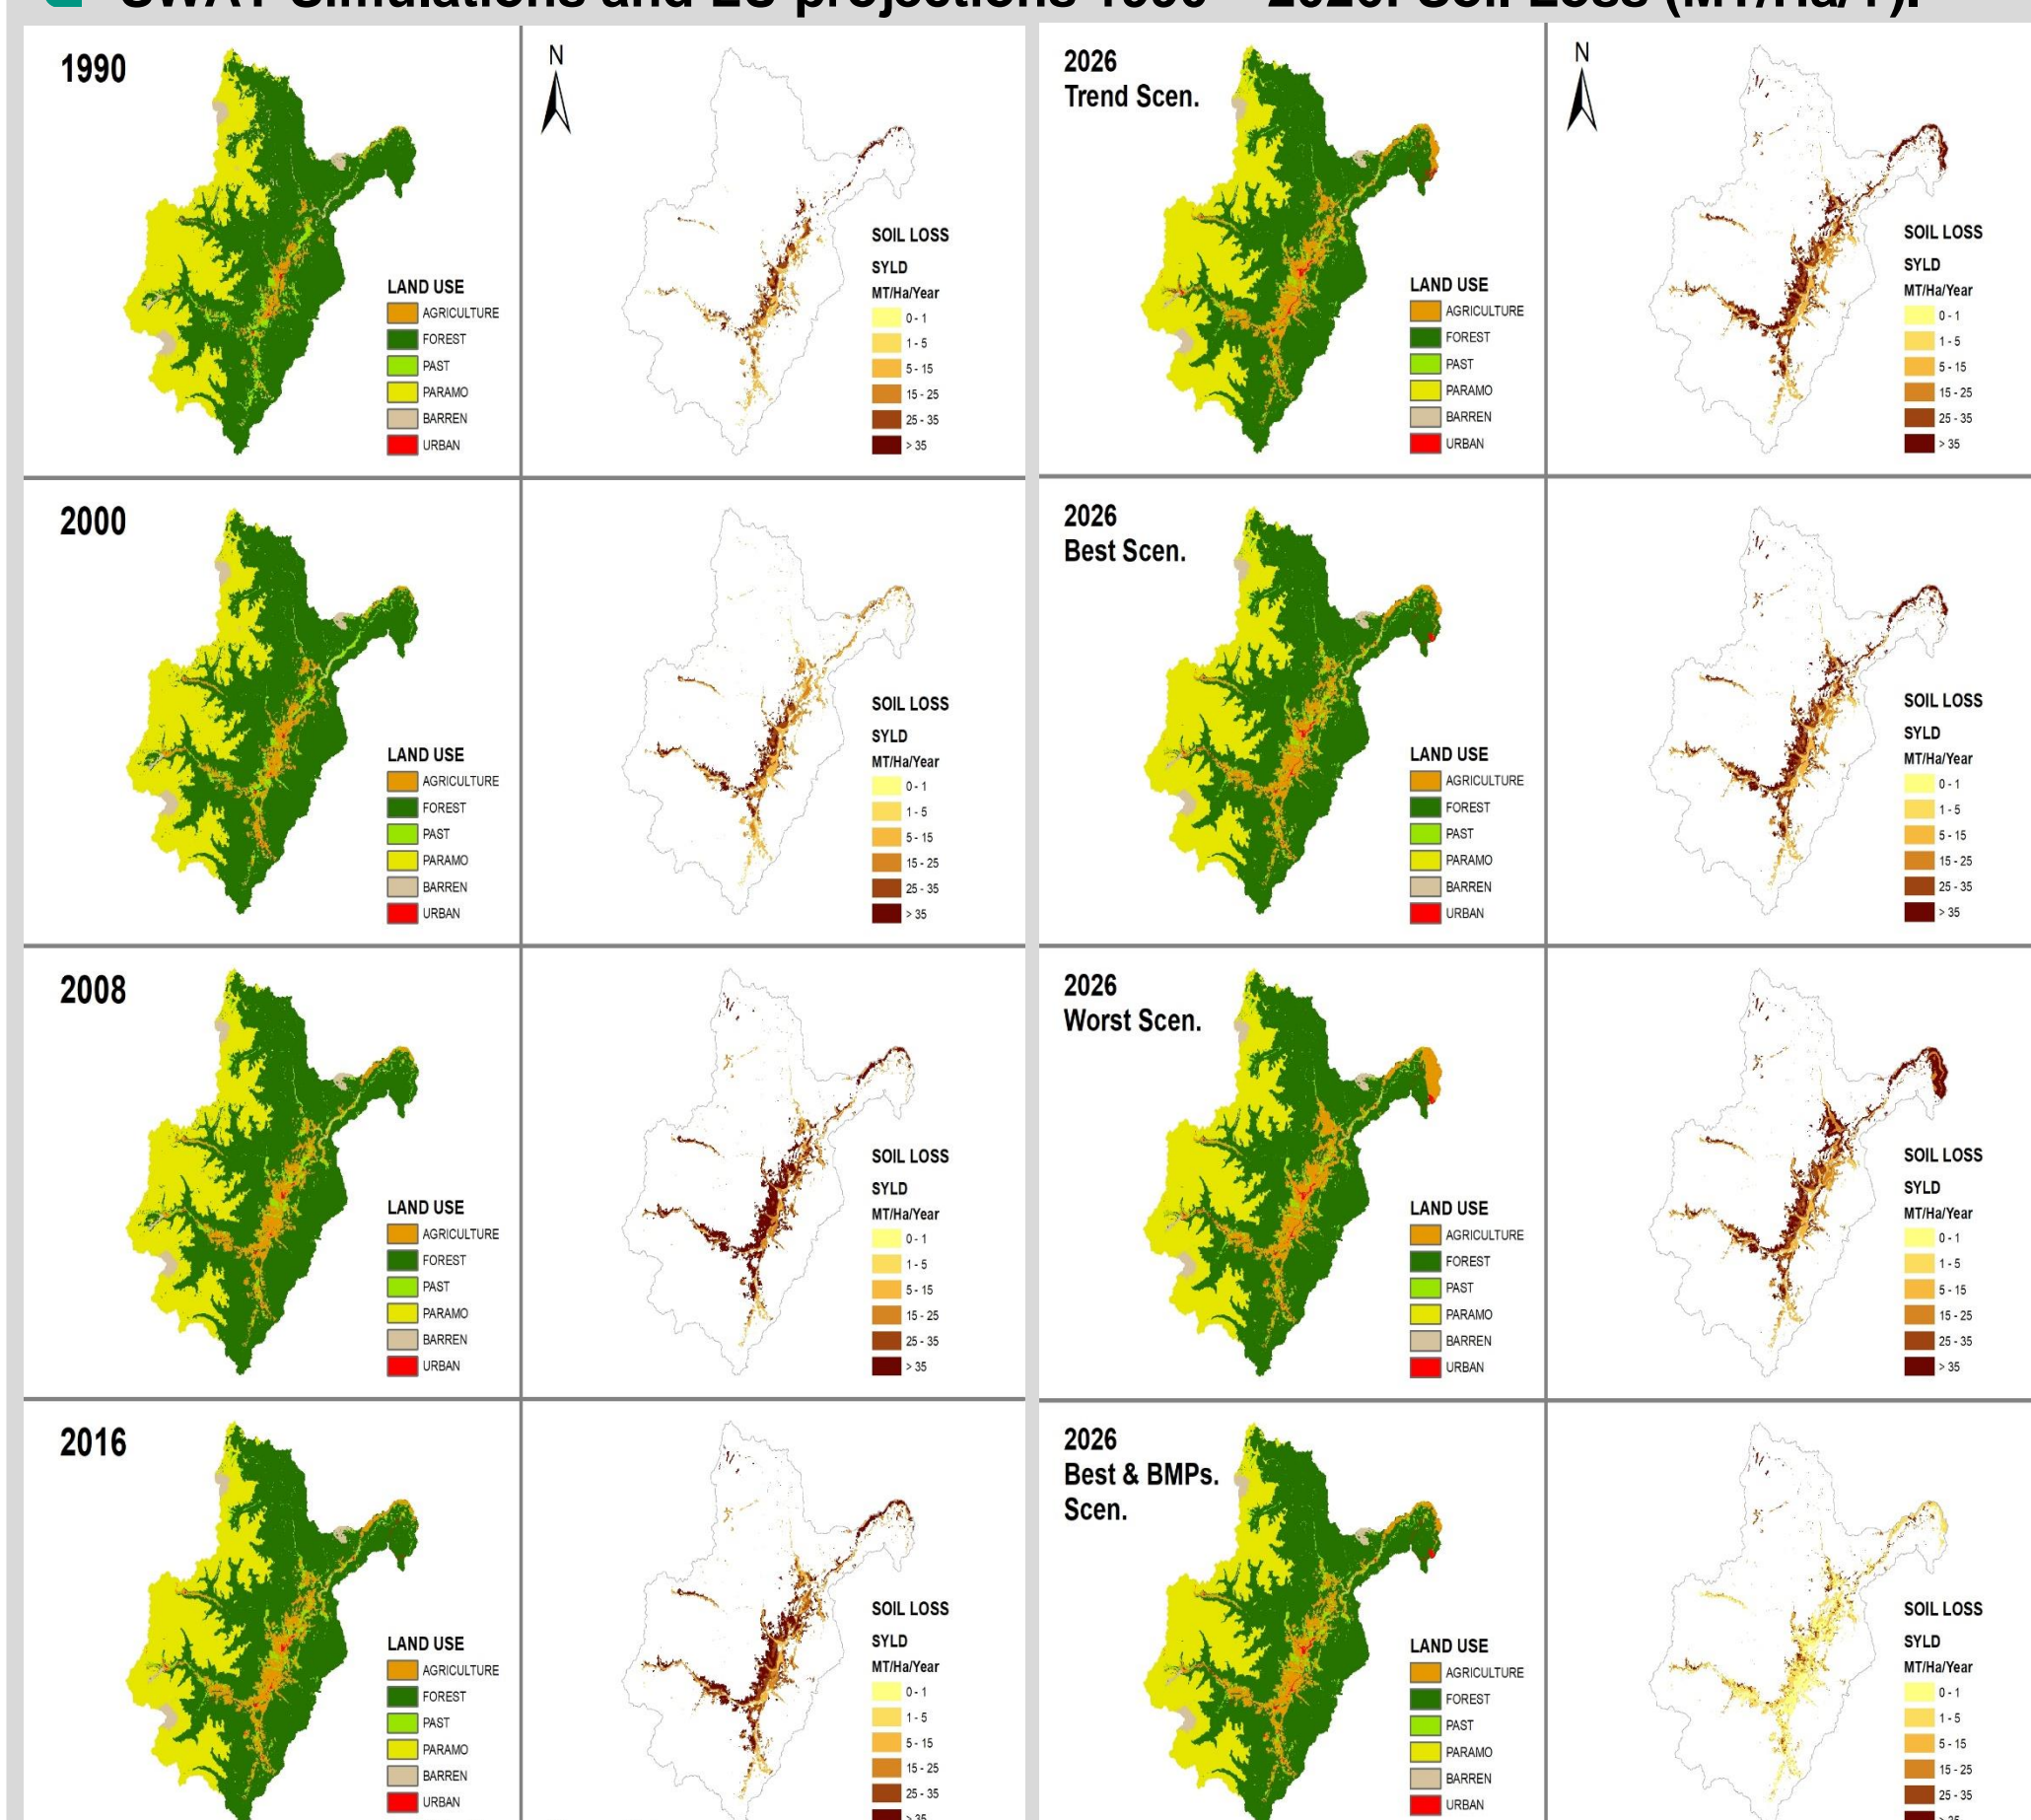 SWAT Simulations and projections 1990 – 2026: Soil Loss (MT/Ha/Y).
1990
LAND USE
AGRICULTURE
FOREST
PAST
PARAMO
BARREN
URBAN
N
SOIL LOSS
SYLD
MT/Ha/Year
0 - 1
1 - 5
5 - 15
15 - 25
25 - 35
> 35
2026
Trend Scen.
LAND USE
AGRICULTURE
FOREST
PAST
PARAMO
BARREN
URBAN
N
SOIL LOSS
SYLD
MT/Ha/Year
0 - 1
1 - 5
5 - 15
15 - 25
25 - 35
> 35
2000
LAND USE
AGRICULTURE
FOREST
PAST
PARAMO
BARREN
URBAN
SOIL LOSS
SYLD
MT/Ha/Year
0 - 1
1 - 5
5 - 15
15 - 25
25 - 35
> 35
2026
Best Scen.
LAND USE
AGRICULTURE
FOREST
PAST
PARAMO
BARREN
URBAN
SOIL LOSS
SYLD
MT/Ha/Year
0 - 1
1 - 5
5 - 15
15 - 25
25 - 35
> 35
2008
LAND USE
AGRICULTURE
FOREST
PAST
PARAMO
BARREN
URBAN
SOIL LOSS
SYLD
MT/Ha/Year
0 - 1
1 - 5
5 - 15
15 - 25
25 - 35
> 35
2026
Worst Scen.
LAND USE
AGRICULTURE
FOREST
PAST
PARAMO
BARREN
URBAN
SOIL LOSS
SYLD
MT/Ha/Year
0 - 1
1 - 5
5 - 15
15 - 25
25 - 35
> 35
2016
LAND USE
AGRICULTURE
FOREST
PAST
PARAMO
BARREN
URBAN
SOIL LOSS
SYLD
MT/Ha/Year
0 - 1
1 - 5
5 - 15
15 - 25
25 - 35
> 35
2026
Best & BMPs.
Scen.
LAND USE
AGRICULTURE
FOREST
PAST
PARAMO
BARREN
URBAN
SOIL LOSS
SYLD
MT/Ha/Year
0 - 1
1 - 5
5 - 15
15 - 25
25 - 35
> 35